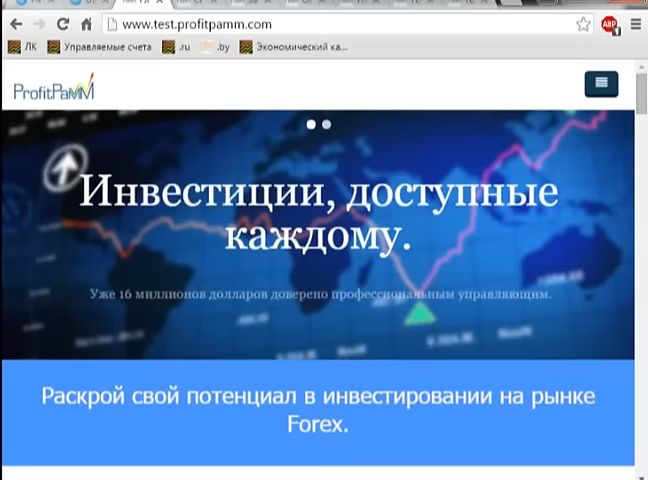 www.test.profitpamm.com
ABP
ЛК Управляемые счета .ru .by Экономический ка...
ProfitPaMM
Инвестиции, доступные
каждому.
Уже 16 миллионов долларов доверено профессиональным управляющим.
Раскрой свой потенциал в инвестировании на рынке
Forex.